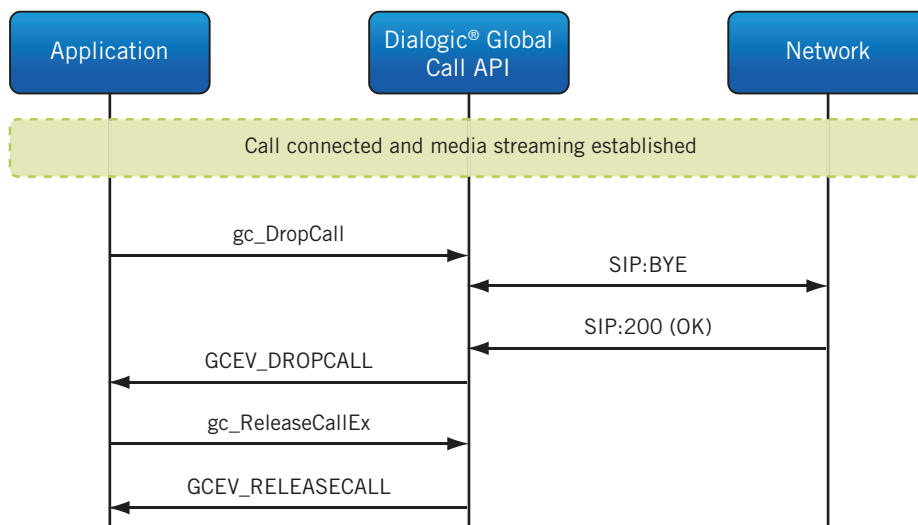 Application
Dialogic® Global
Call API
Network
Call connected and media streaming established
gc_DropCall
SIP:BYE
SIP:200 (OK)
GCEV_DROPCALL
gc_ReleaseCallEx
GCEV_RELEASECALL